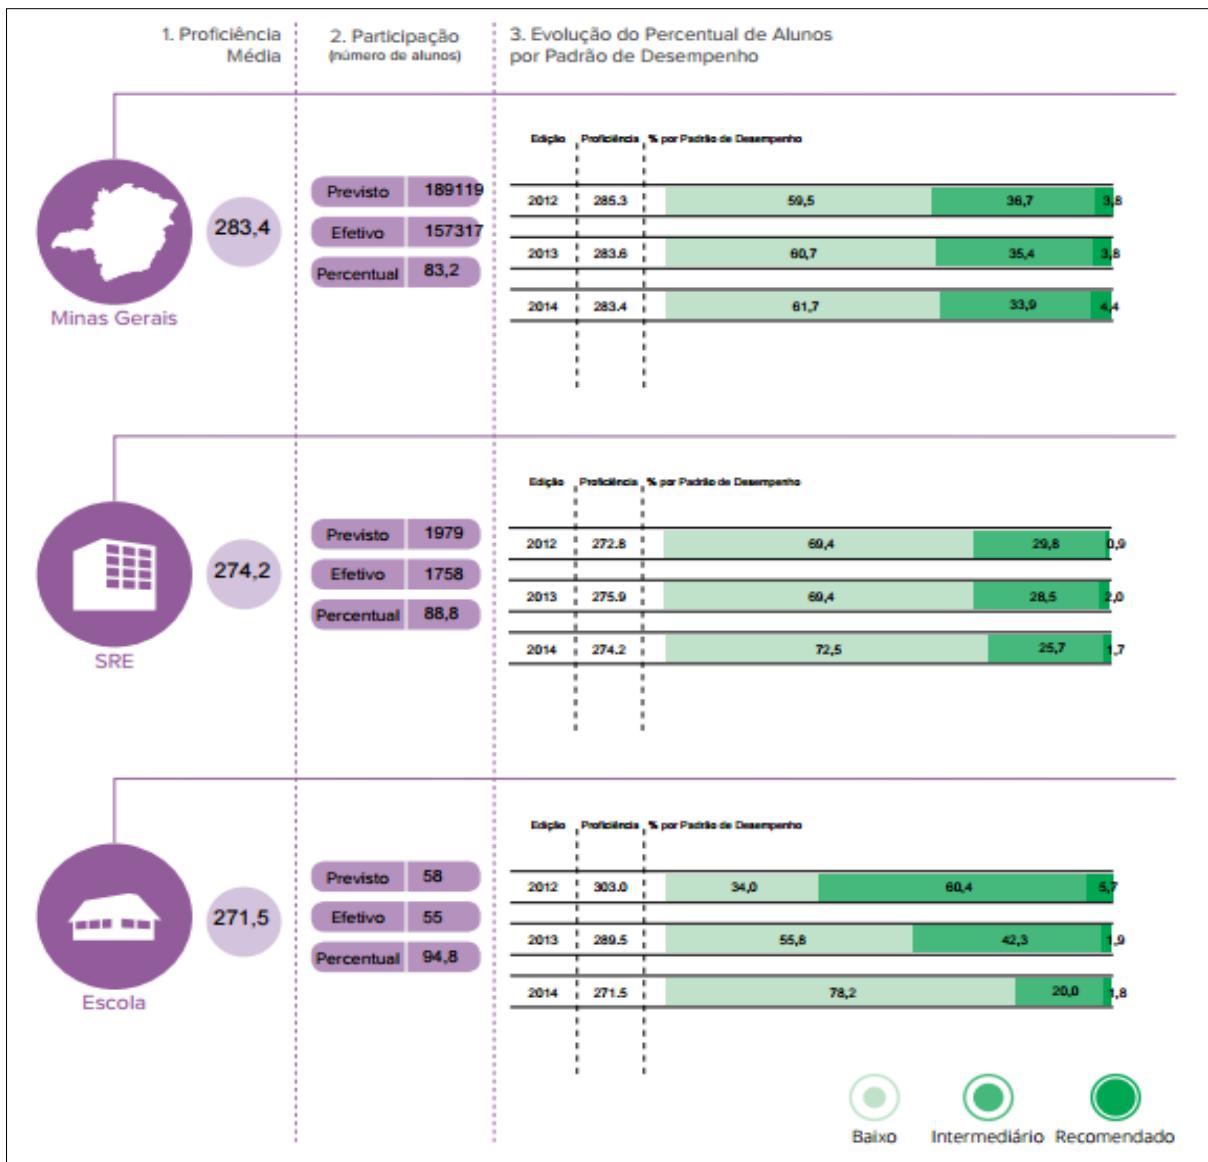 1. Proficiência
Média
2. Participação
(número de alunos)
3. Evolução do Percentual de Alunos
por Padrão de Desempenho
Minas Gerais
283,4
Previsto 189119
Efetivo 157317
Percentual 83,2
Edição Proficiência % por Padrão de Desempenho
2012 285.3 59,5 36,7 3,8
2013 283.6 60,7 35,4 3,8
2014 283.4 61,7 33,9 4,4
SRE
274,2
Previsto 1979
Efetivo 1758
Percentual 88,8
Edição Proficiência % por Padrão de Desempenho
2012 272.8 69,4 29,8 0,9
2013 275.9 69,4 28,5 2,0
2014 274.2 72,5 25,7 1,7
Escola
271,5
Previsto 58
Efetivo 55
Percentual 94,8
Edição Proficiência % por Padrão de Desempenho
2012 303.0 34,0 60,4 5,7
2013 289.5 55,8 42,3 1,9
2014 271.5 78,2 20,0 1,8
Baixo Intermediário Recomendado